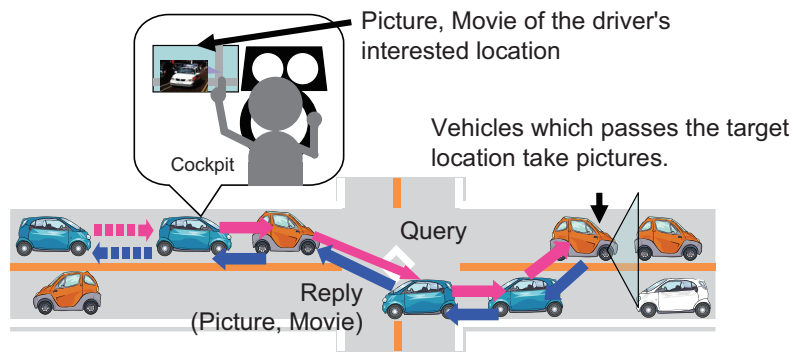 Picture, Movie of the driver's
interested location
Vehicles which passes the target
location take pictures.
Cockpit
Query
Reply
(Picture, Movie)